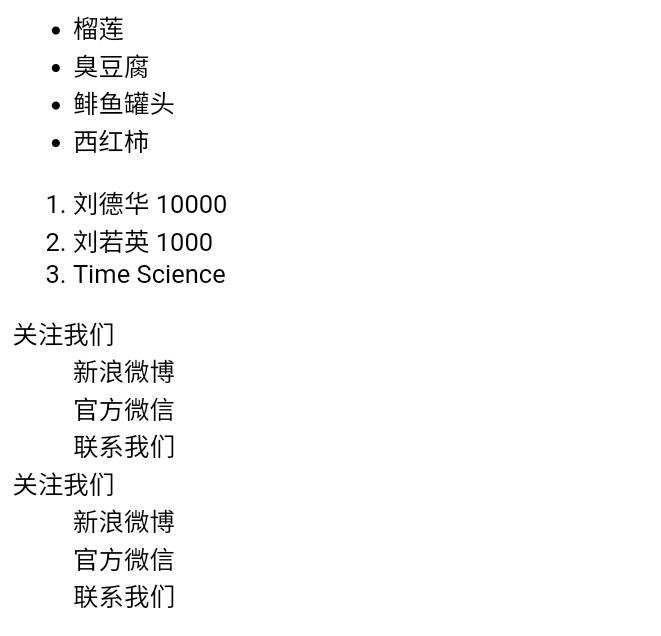 • 榴莲
• 臭豆腐
• 鲱鱼罐头
• 西红柿
1. 刘德华 10000
2. 刘若英 1000
3. Time Science
关注我们
新浪微博
官方微信
联系我们
关注我们
新浪微博
官方微信
联系我们